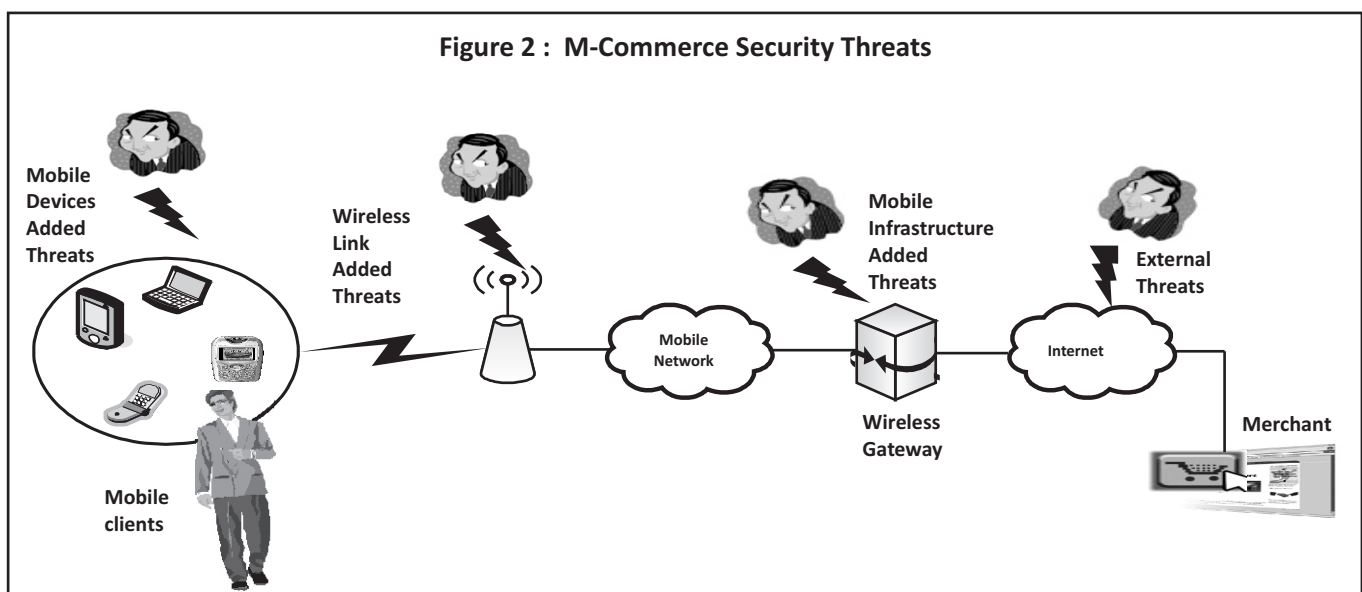 Figure 2 :  M-Commerce Security Threats
Mobile
Devices
Added
Threats
Wireless
Link
Added
Threats
Mobile
Infrastructure
Added
Threats
External
Threats
Mobile
Network
Internet
Wireless
Gateway
Merchant
Mobile
clients